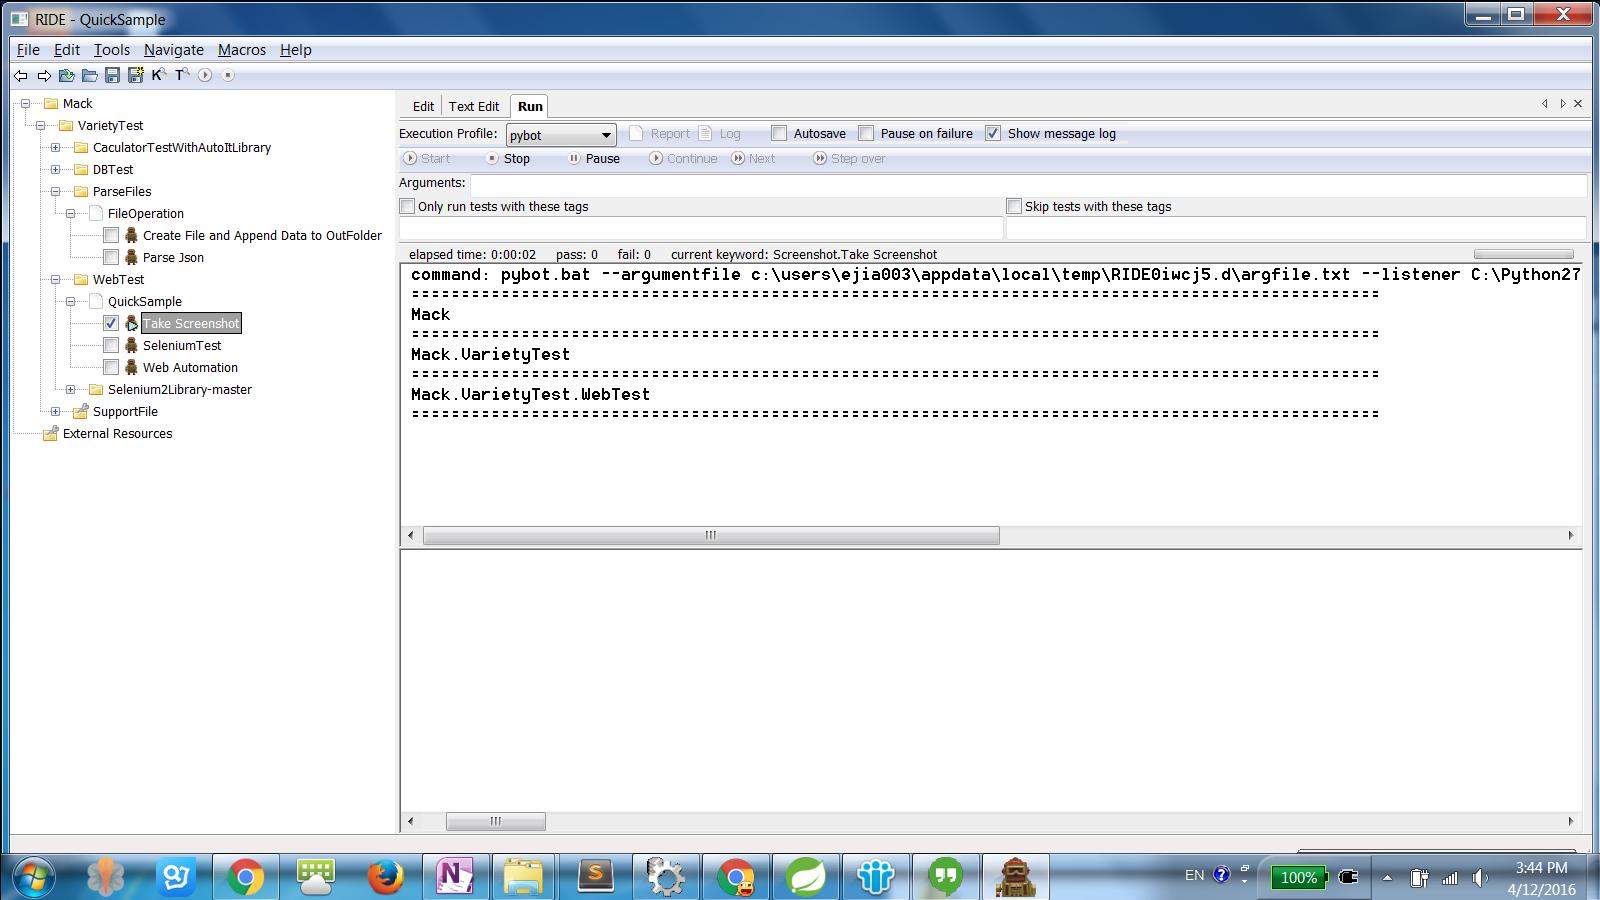 RIDE - QuickSample
File Edit Tools Navigate Macros Help
K T
Mack
VarietyTest
CaculatorTestWithAutoItLibrary
DBTest
ParseFiles
FileOperation
Create File and Append Data to OutFolder
Parse Json
WebTest
QuickSample
Take Screenshot
SeleniumTest
Web Automation
Selenium2Library-master
SupportFile
External Resources
Edit Text Edit Run
Execution Profile: pybot Report Log Autosave Pause on failure Show message log
Start Stop Pause Continue Next Step over
Arguments:
Only run tests with these tags Skip tests with these tags
elapsed time: 0:00:02 pass: 0 fail: 0 current keyword: Screenshot.Take Screenshot
command: pybot.bat --argumentfile c:\users\ejia003\appdata\local\temp\RIDE0iwcj5.d\argfile.txt --listener C:\Python27
==============================================================================
Mack
==============================================================================
Mack.VarietyTest
==============================================================================
Mack.VarietyTest.WebTest
==============================================================================
EN 100% 3:44 PM
4/12/2016